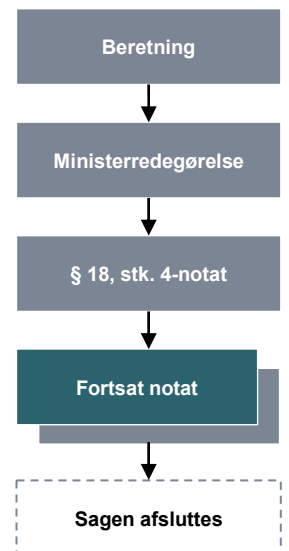 Beretning
Ministerredegørelse
§ 18, stk. 4-notat
Fortsat notat
Sagen afsluttes